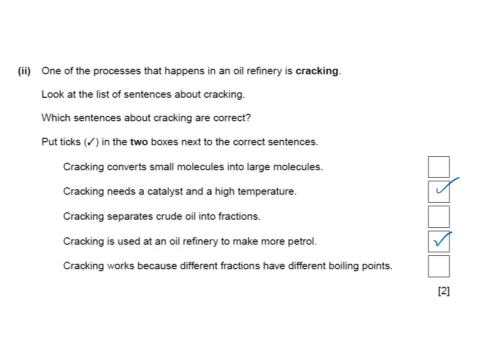 (ii) One of the processes that happens in an oil refinery is cracking.
Look at the list of sentences about cracking.
Which sentences about cracking are correct?
Put ticks (✓) in the two boxes next to the correct sentences.
Cracking converts small molecules into large molecules.
Cracking needs a catalyst and a high temperature. ✓
Cracking separates crude oil into fractions.
Cracking is used at an oil refinery to make more petrol. ✓
Cracking works because different fractions have different boiling points.
[2]